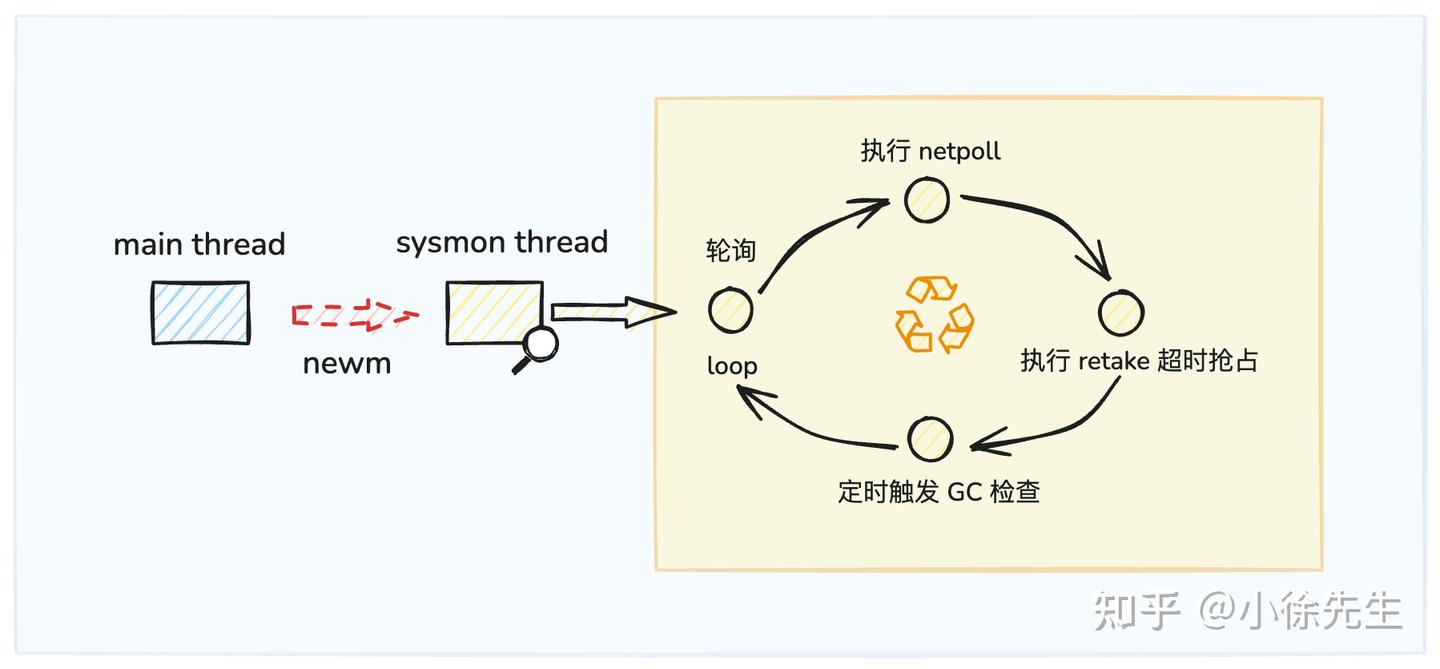 执行 netpoll
main thread
sysmon thread
轮询
newm
loop
执行 retake 超时抢占
定时触发 GC 检查
知乎 @小徐先生